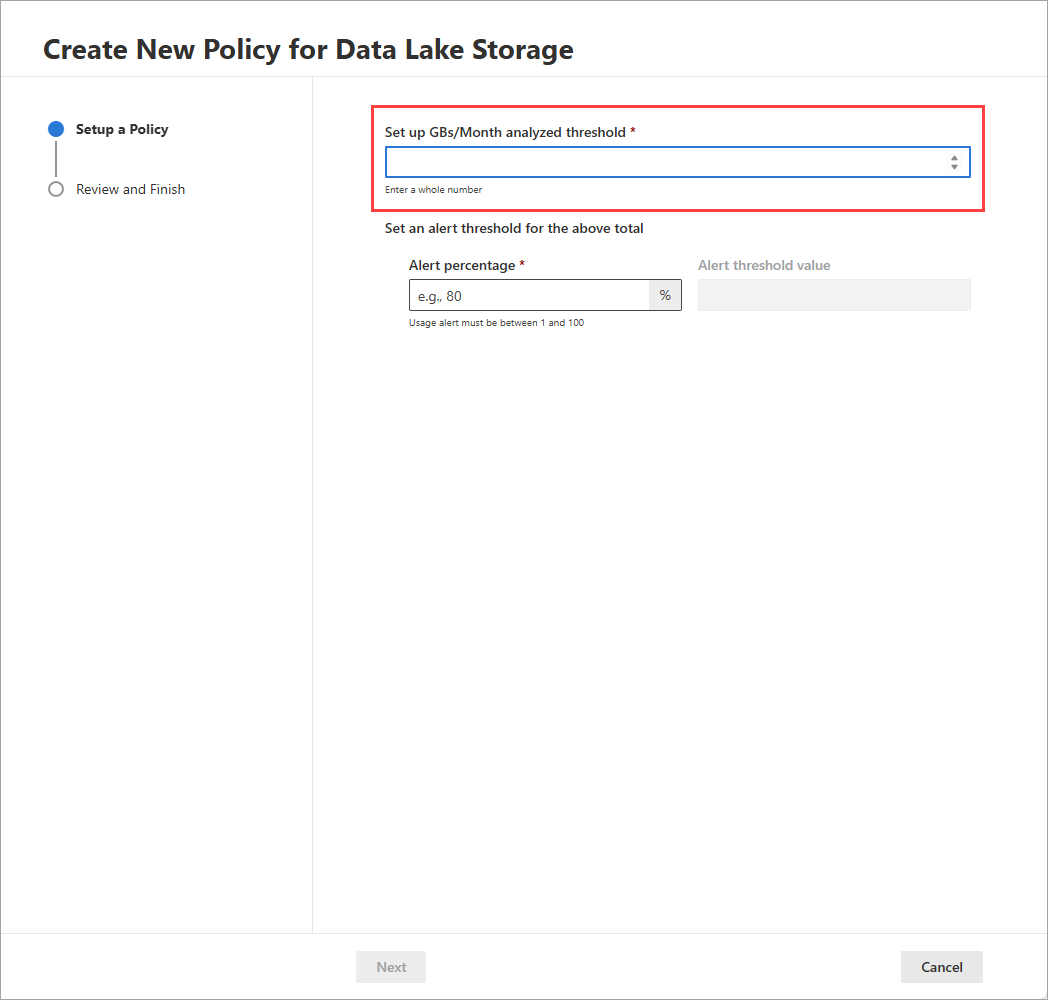 Create New Policy for Data Lake Storage
Setup a Policy
Review and Finish
Set up GBs/Month analyzed threshold *
Enter a whole number
Set an alert threshold for the above total
Alert percentage *
Alert threshold value
e.g., 80
%
Usage alert must be between 1 and 100
Next
Cancel